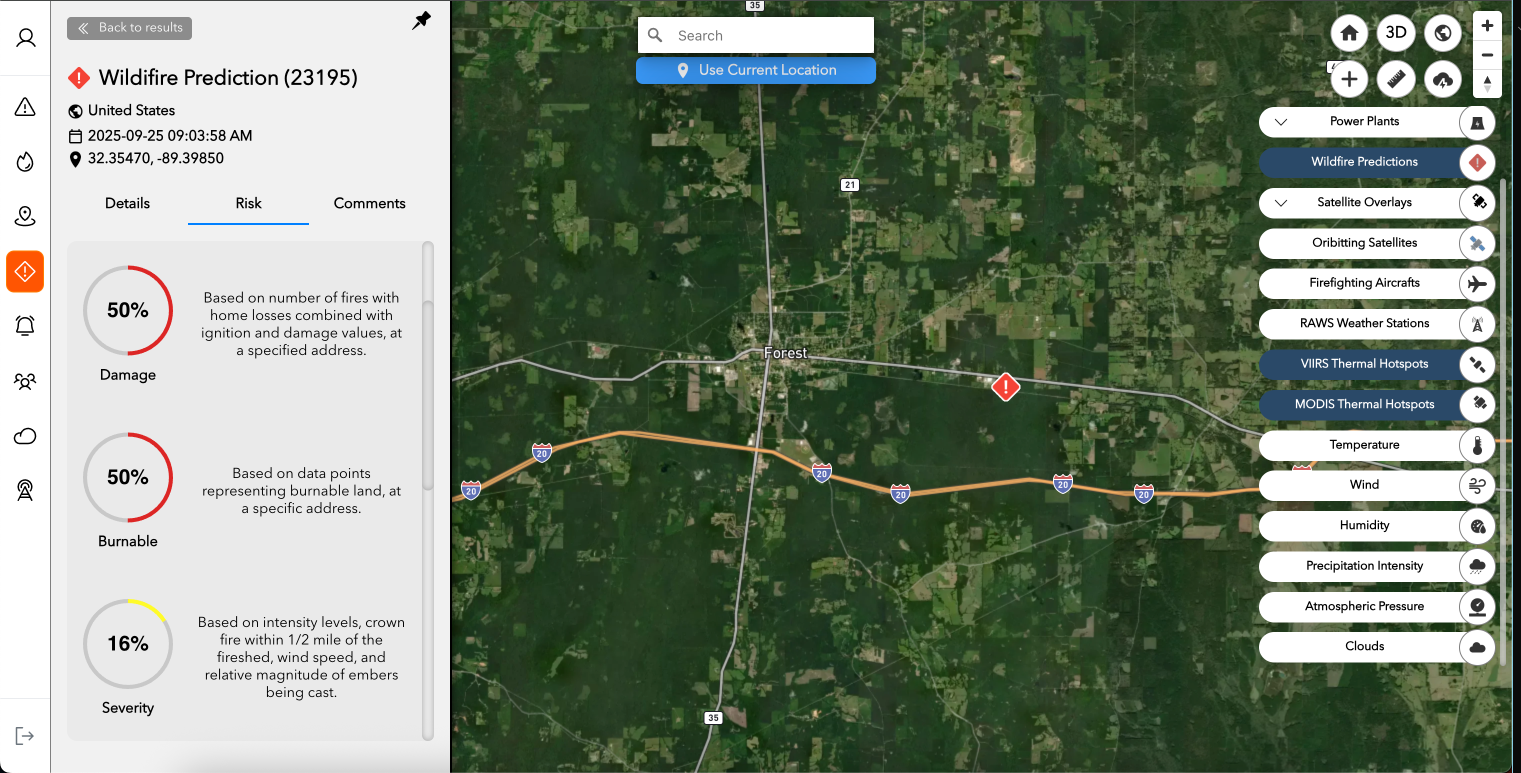 Back to results
Wildfire Prediction (23195)
United States
2025-09-25 09:03:58 AM
32.35470, -89.39850
Details
Risk
Comments
50%
Damage
Based on number of fires with
home losses combined with
ignition and damage values, at
a specified address.
50%
Burnable
Based on data points
representing burnable land, at
a specific address.
16%
Severity
Based on intensity levels, crown
fire within 1/2 mile of the
fireshed, wind speed, and
relative magnitude of embers
being cast.
Search
Use Current Location
35
21
Forest
20
20
20
20
20
20
35
3D
Power Plants
Wildfire Predictions
Satellite Overlays
Oribitting Satellites
Firefighting Aircrafts
RAWS Weather Stations
VIIRS Thermal Hotspots
MODIS Thermal Hotspots
Temperature
Wind
Humidity
Precipitation Intensity
Atmospheric Pressure
Clouds